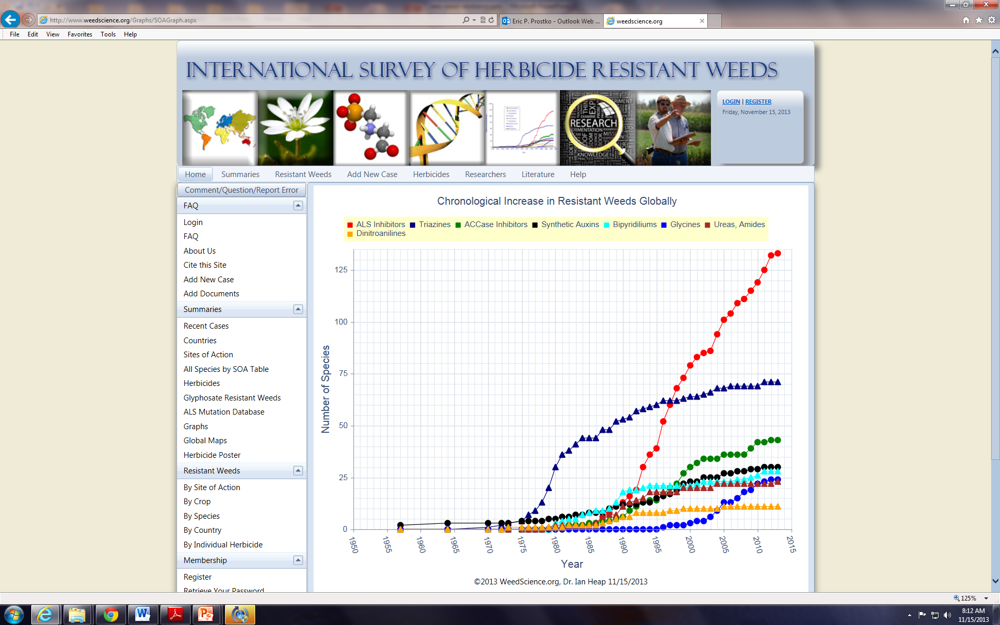 http://www.weedscience.org/Graphs/SOAGraph.aspx
Eric P. Prostko - Outlook Web ...
weedscience.org
File Edit View Favorites Tools Help
INTERNATIONAL SURVEY OF HERBICIDE RESISTANT WEEDS
RESEARCH
KNOWLEDGE
LOGIN | REGISTER
Friday, November 15, 2013
Home Summaries Resistant Weeds Add New Case Herbicides Researchers Literature Help
Comment/Question/Report Error
FAQ
Login
FAQ
About Us
Cite this Site
Add New Case
Add Documents
Summaries
Recent Cases
Countries
Sites of Action
All Species by SOA Table
Herbicides
Glyphosate Resistant Weeds
ALS Mutation Database
Graphs
Global Maps
Herbicide Poster
Resistant Weeds
By Site of Action
By Crop
By Species
By Country
By Individual Herbicide
Membership
Register
Retrieve Your Password
Chronological Increase in Resistant Weeds Globally
ALS Inhibitors Triazines ACCase Inhibitors Synthetic Auxins Bipyridiliums Glycines Ureas, Amides
Dinitroanilines
Number of Species
125
100
75
50
25
0
1950 1955 1960 1965 1970 1975 1980 1985 1990 1995 2000 2005 2010 2015
Year
©2013 WeedScience.org, Dr. Ian Heap 11/15/2013
125%
8:12 AM
11/15/2013